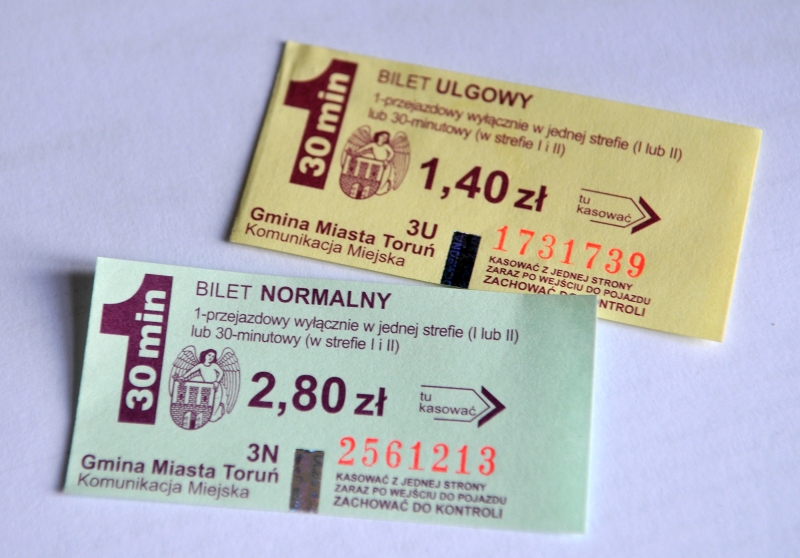 1
30 min
BILET ULGOWY
1-przejazdowy wyłącznie w jednej strefie (I lub II)
lub 30-minutowy (w strefie I i II)
1,40 zł
tu
kasować
3U
Gmina Miasta Toruń
Komunikacja Miejska
1731739
KASOWAĆ Z JEDNEJ STRONY
ZARAZ PO WEJŚCIU DO POJAZDU
ZACHOWAĆ DO KONTROLI
1
30 min
BILET NORMALNY
1-przejazdowy wyłącznie w jednej strefie (I lub II)
lub 30-minutowy (w strefie I i II)
2,80 zł
tu
kasować
3N
Gmina Miasta Toruń
Komunikacja Miejska
2561213
KASOWAĆ Z JEDNEJ STRONY
ZARAZ PO WEJŚCIU DO POJAZDU
ZACHOWAĆ DO KONTROLI